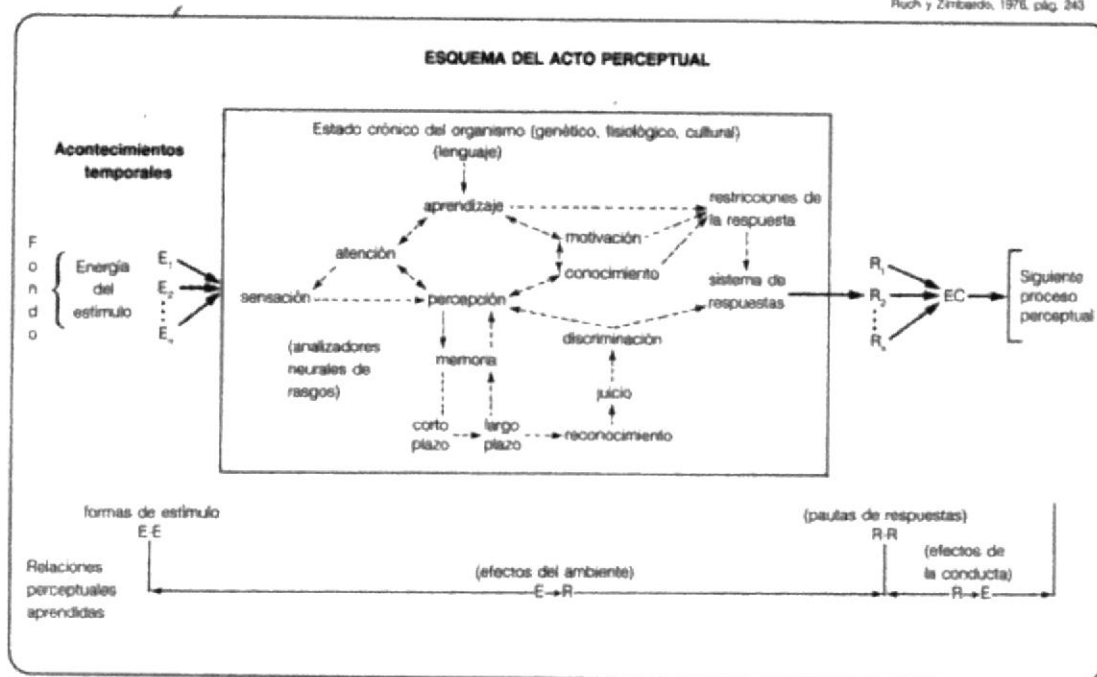 Ruch y Zimbardo, 1976, pág. 243
ESQUEMA DEL ACTO PERCEPTUAL
Estado crónico del organismo (genético, fisiológico, cultural)
(lenguaje)
Acontecimientos
temporales
aprendizaje
restricciones de
la respuesta
motivación
atención
conocimiento
sistema de
respuestas
sensación
percepción
F
o
n
d
o
Energía
del
estímulo
E₁
E₂
Eₙ
R₁
R₂
Rₙ
EC
Siguiente
proceso
perceptual
discriminación
(analizadores
neurales de
rasgos)
memoria
juicio
corto
plazo
largo
plazo
reconocimiento
formas de estímulo
E-E
(pautas de respuestas)
R-R
Relaciones
perceptuales
aprendidas
(efectos del ambiente)
E→R
(efectos de
la conducta)
R→E